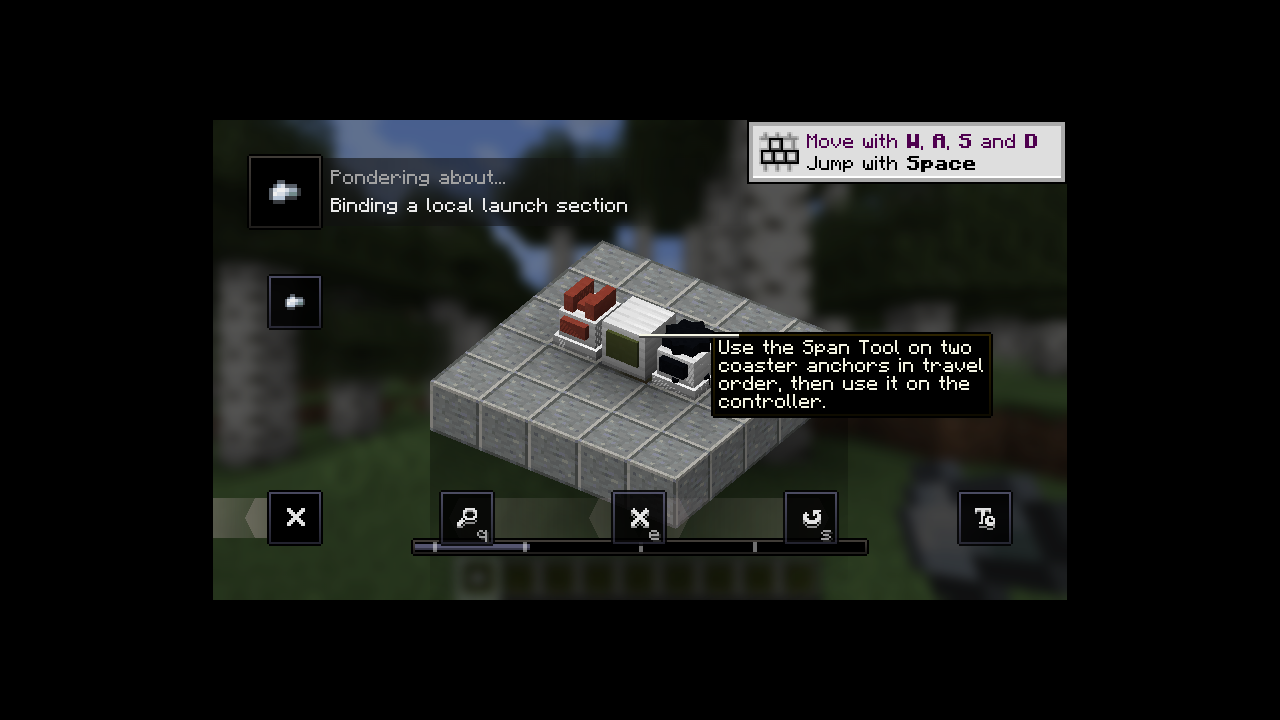 Move with W, A, S and D
Jump with Space
Pondering about...
Binding a local launch section
Use the Span Tool on two
coaster anchors in travel
order, then use it on the
controller.
q
e
s